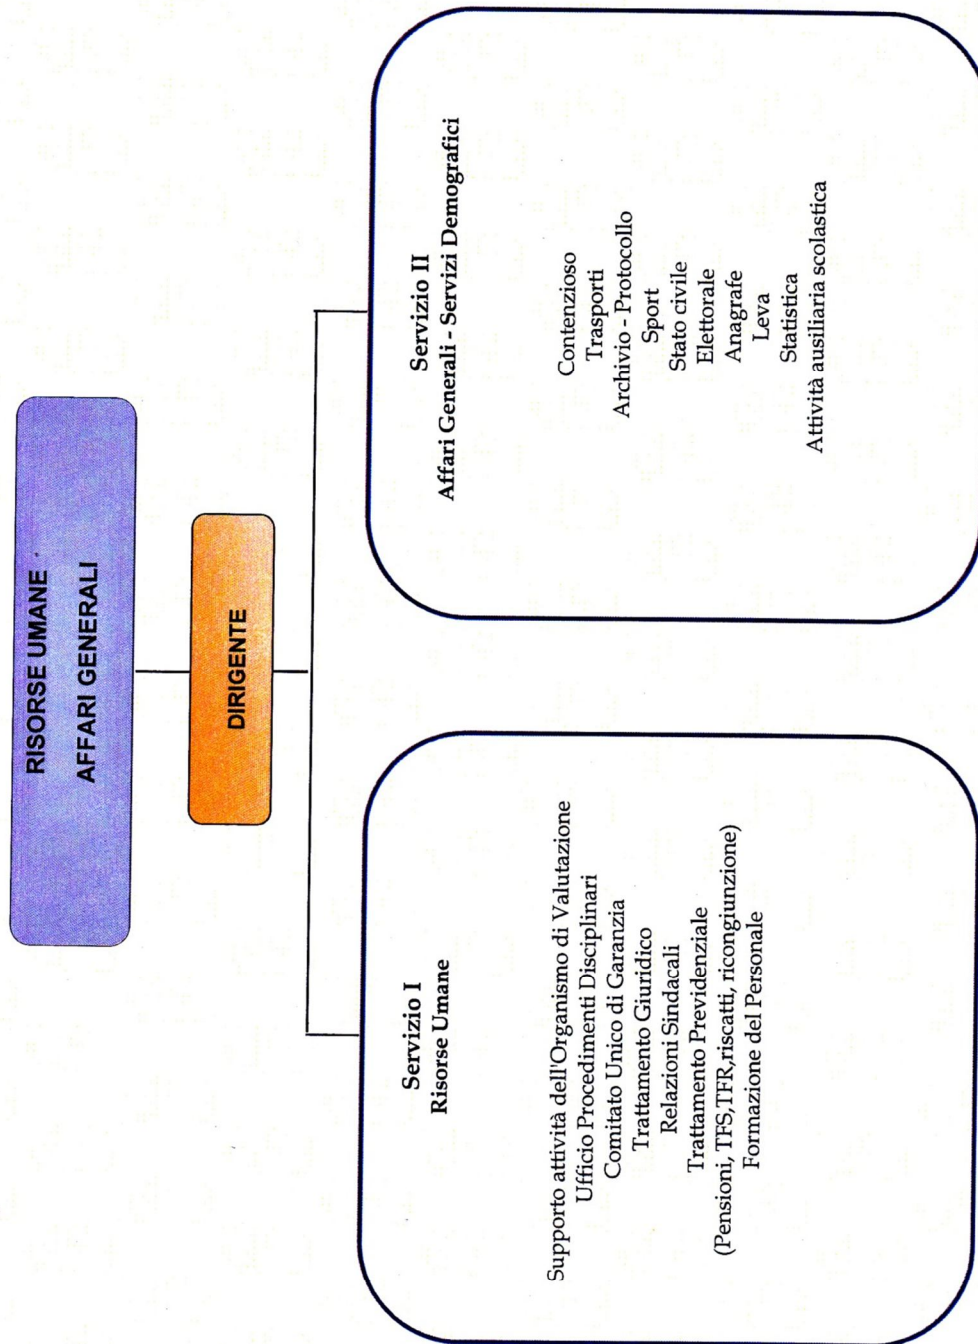 RISORSE UMANE
AFFARI GENERALI
DIRIGENTE
Servizio I
Risorse Umane
Supporto attività dell'Organismo di Valutazione
Ufficio Procedimenti Disciplinari
Comitato Unico di Garanzia
Trattamento Giuridico
Relazioni Sindacali
Trattamento Previdenziale
(Pensioni, TFS,TFR,riscatti, ricongiunzione)
Formazione del Personale
Servizio II
Affari Generali - Servizi Demografici
Contenzioso
Trasporti
Archivio - Protocollo
Sport
Stato civile
Elettorale
Anagrafe
Leva
Statistica
Attività ausiliaria scolastica